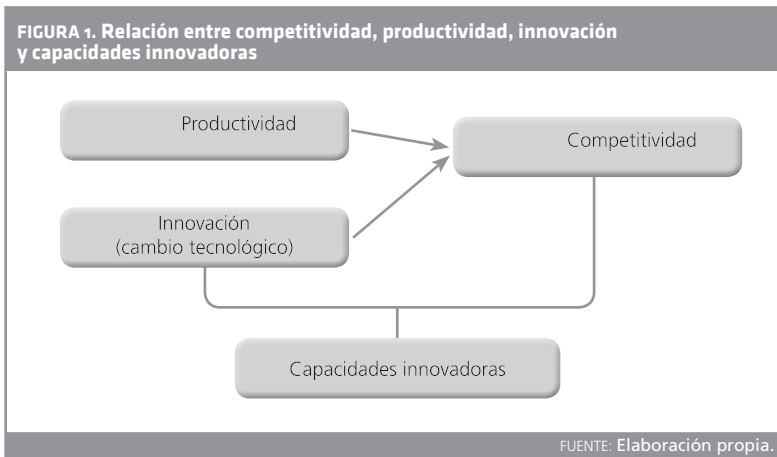 FIGURA 1. Relación entre competitividad, productividad, innovación
y capacidades innovadoras
Productividad
Competitividad
Innovación
(cambio tecnológico)
Capacidades innovadoras
FUENTE: Elaboración propia.